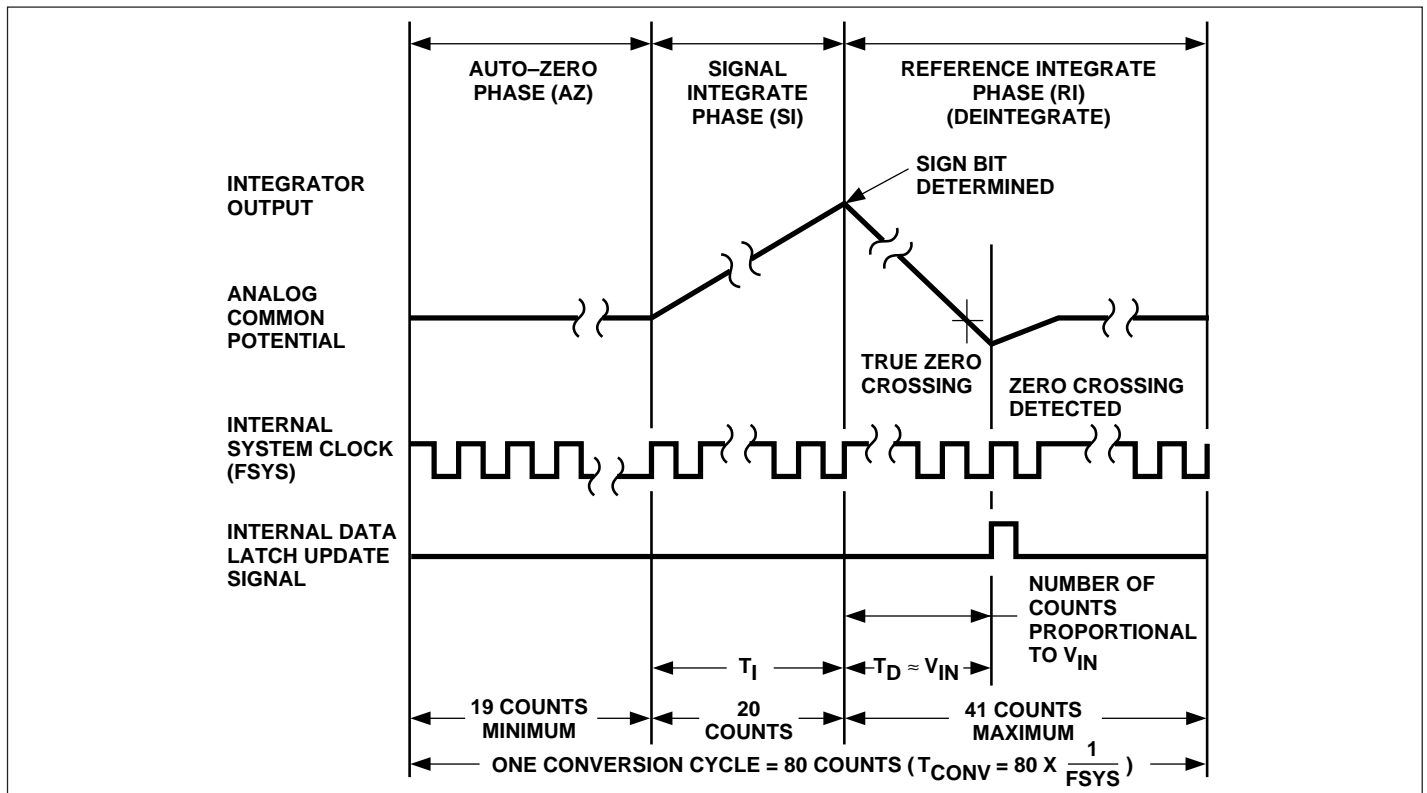 AUTO–ZERO
PHASE (AZ)
SIGNAL
INTEGRATE
PHASE (SI)
REFERENCE INTEGRATE
PHASE (RI)
(DEINTEGRATE)
SIGN BIT
DETERMINED
INTEGRATOR
OUTPUT
ANALOG
COMMON
POTENTIAL
TRUE ZERO
CROSSING
ZERO CROSSING
DETECTED
INTERNAL
SYSTEM CLOCK
(FSYS)
INTERNAL DATA
LATCH UPDATE
SIGNAL
NUMBER OF
COUNTS
PROPORTIONAL
TO VIN
TI
TD ≈ VIN
19 COUNTS
MINIMUM
20
COUNTS
41 COUNTS
MAXIMUM
ONE CONVERSION CYCLE = 80 COUNTS ( TCONV = 80 X 1/FSYS )